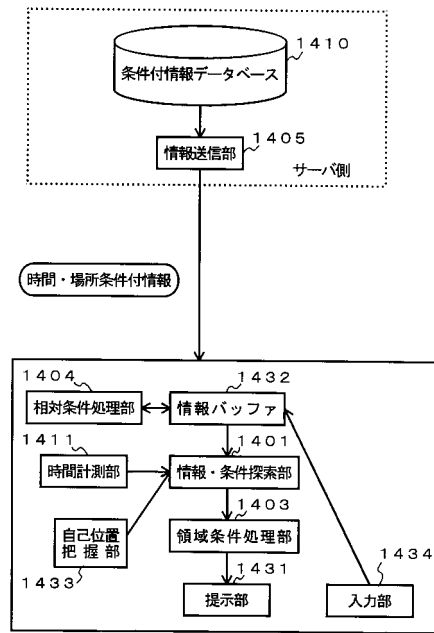 1410
条件付情報データベース
1405
情報送信部
サーバ側
時間・場所条件付情報
1404
1432
相対条件処理部
情報バッファ
1411
1401
時間計測部
情報・条件探索部
1403
自己位置
把握部
領域条件処理部
1433
1431
1434
提示部
入力部